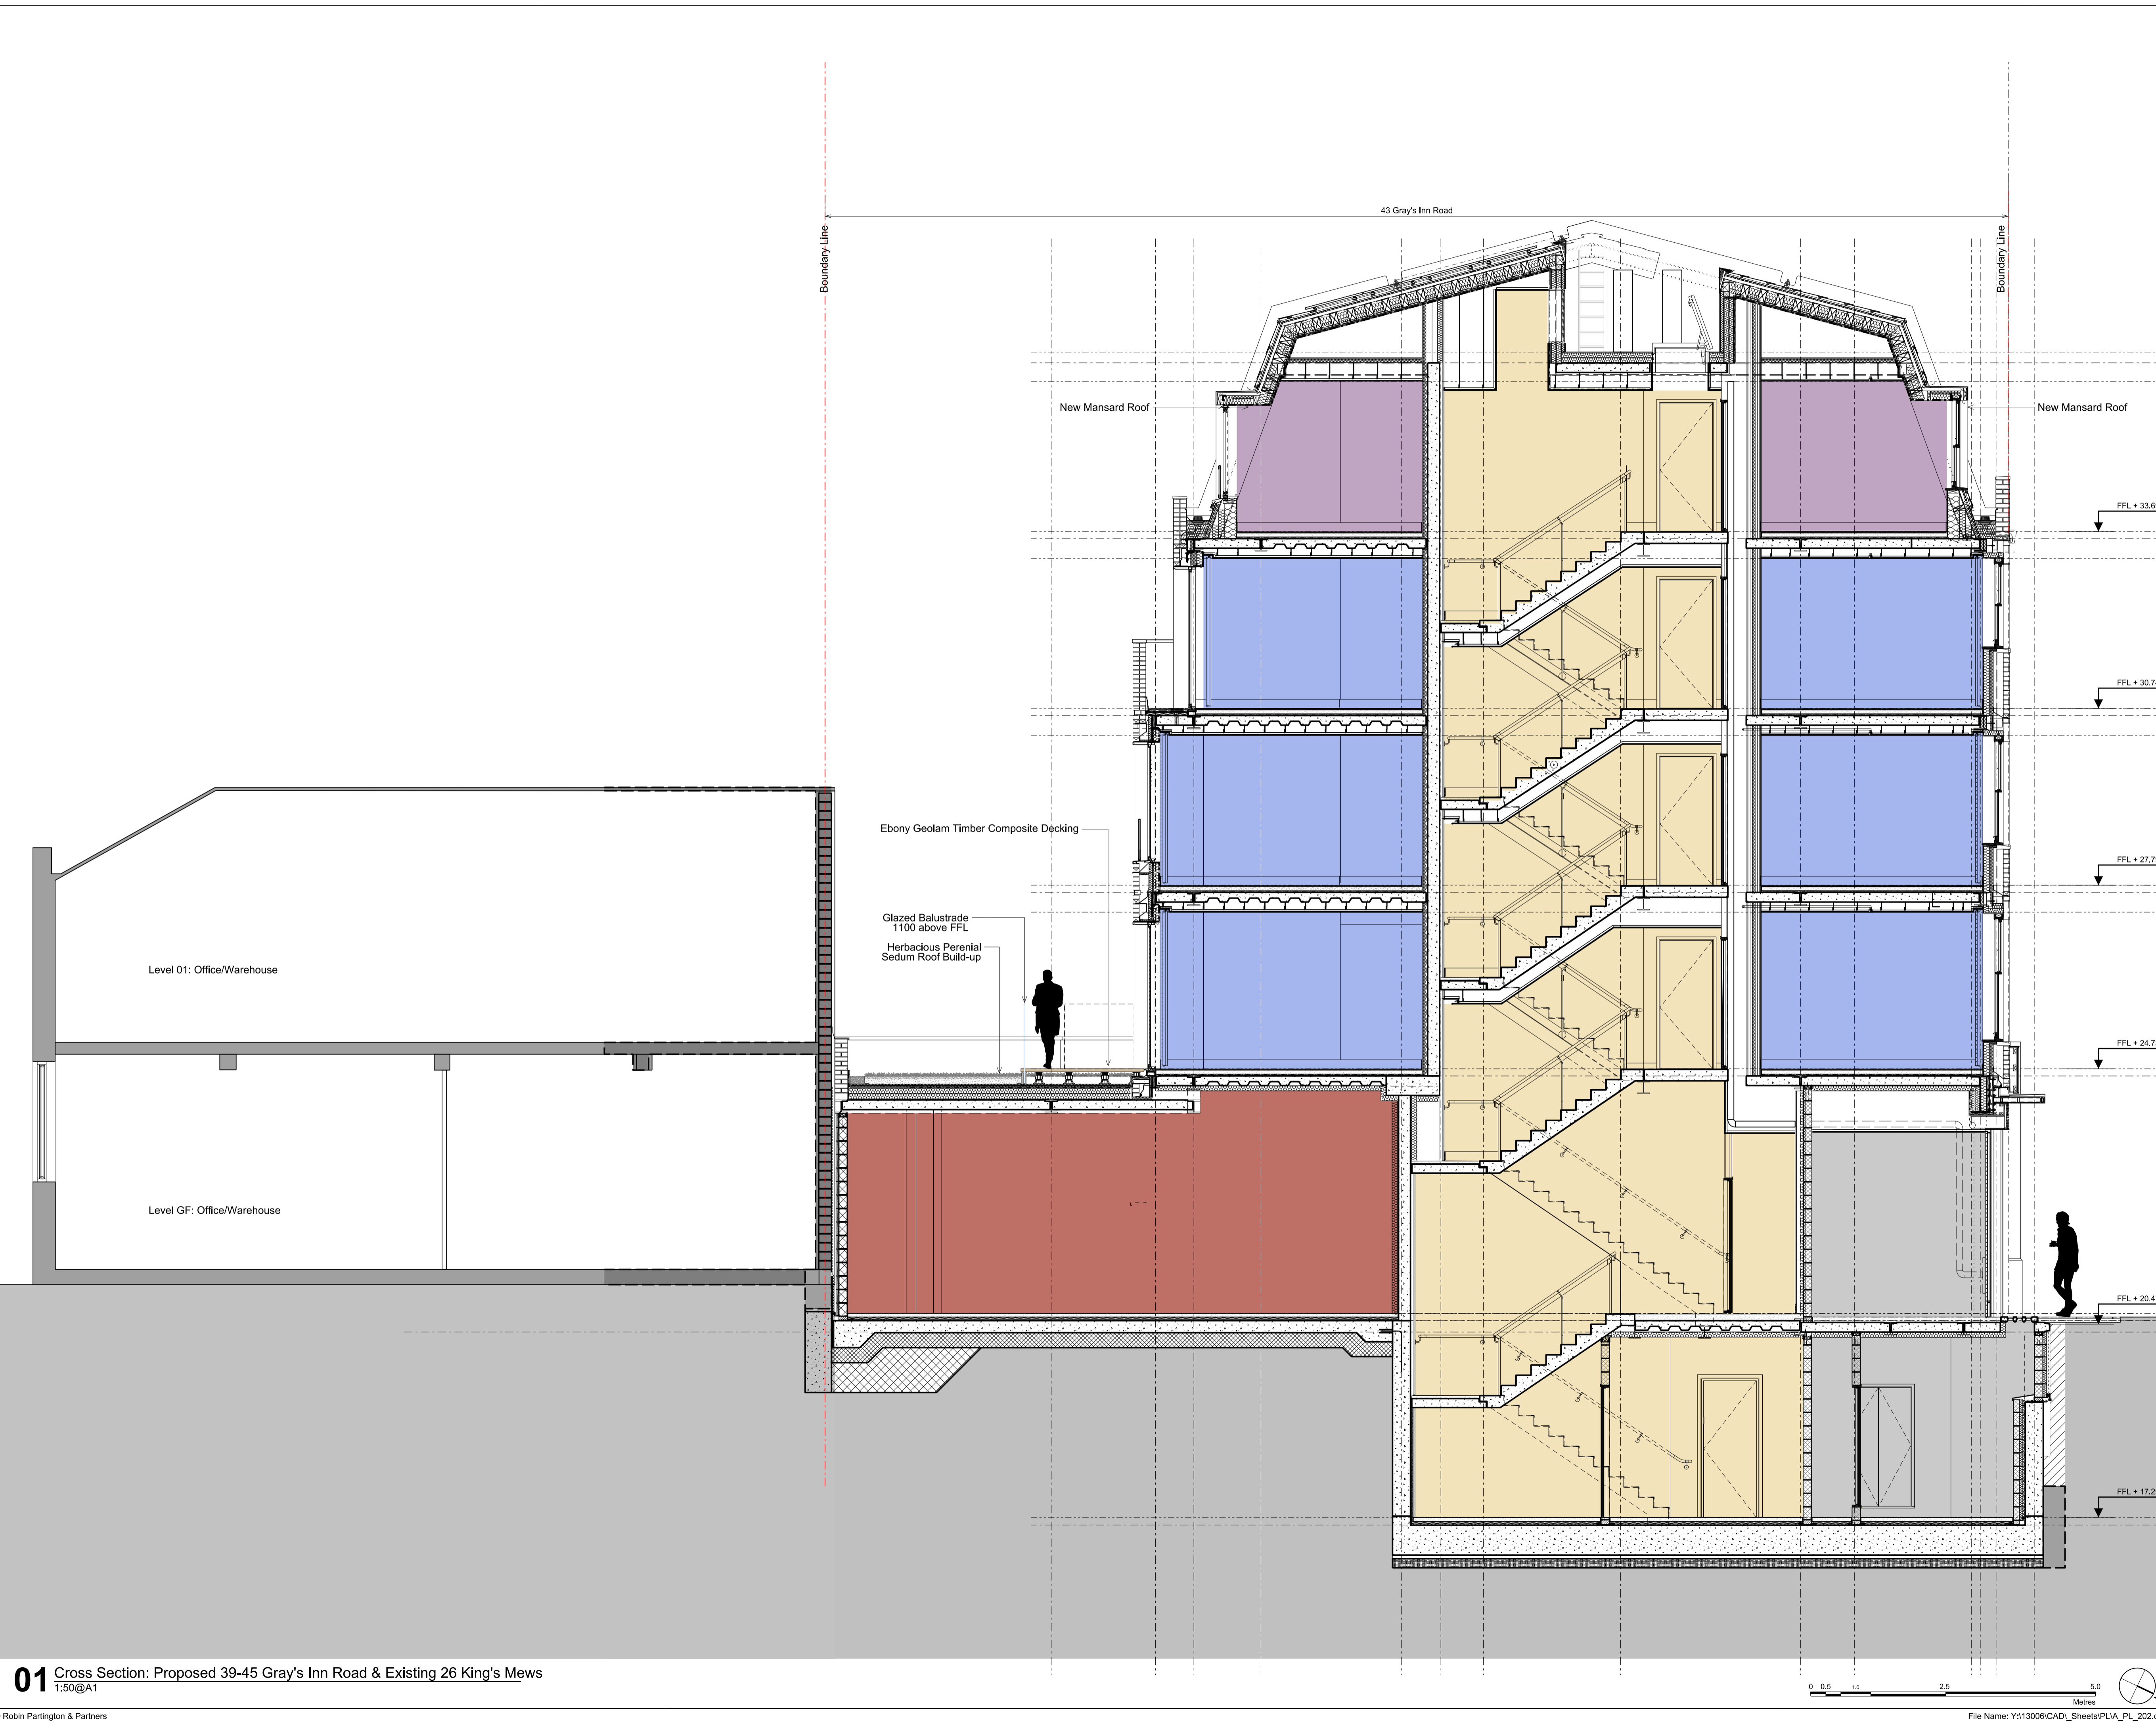 43 Gray's Inn Road
Boundary Line
Boundary Line
New Mansard Roof
New Mansard Roof
FFL + 33.6
FFL + 30.7
Ebony Geolam Timber Composite Decking
FFL + 27.7
Glazed Balustrade
1100 above FFL
Herbacious Perenial
Sedum Roof Build-up
Level 01: Office/Warehouse
FFL + 24.7
Level GF: Office/Warehouse
FFL + 20.4
FFL + 17.2
01 Cross Section: Proposed 39-45 Gray's Inn Road & Existing 26 King's Mews
1:50@A1
0 0.5 1.0 2.5 5.0
Metres
Robin Partington & Partners
File Name: Y:\13006\CAD\_Sheets\PL\A_PL_202.